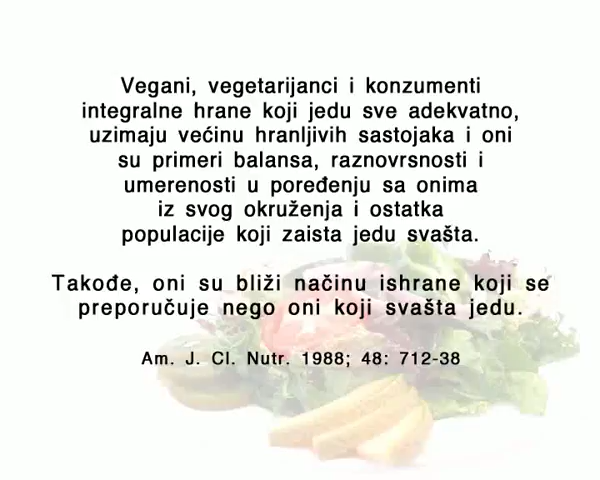 Vegani, vegetarijanci i konzumenti
integralne hrane koji jedu sve adekvatno,
uzimaju većinu hranljivih sastojaka i oni
su primeri balansa, raznovrsnosti i
umerenosti u poređenju sa onima
iz svog okruženja i ostatka
populacije koji zaista jedu svašta.
Takođe, oni su bliži načinu ishrane koji se
preporučuje nego oni koji svašta jedu.
Am. J. Cl. Nutr. 1988; 48: 712-38